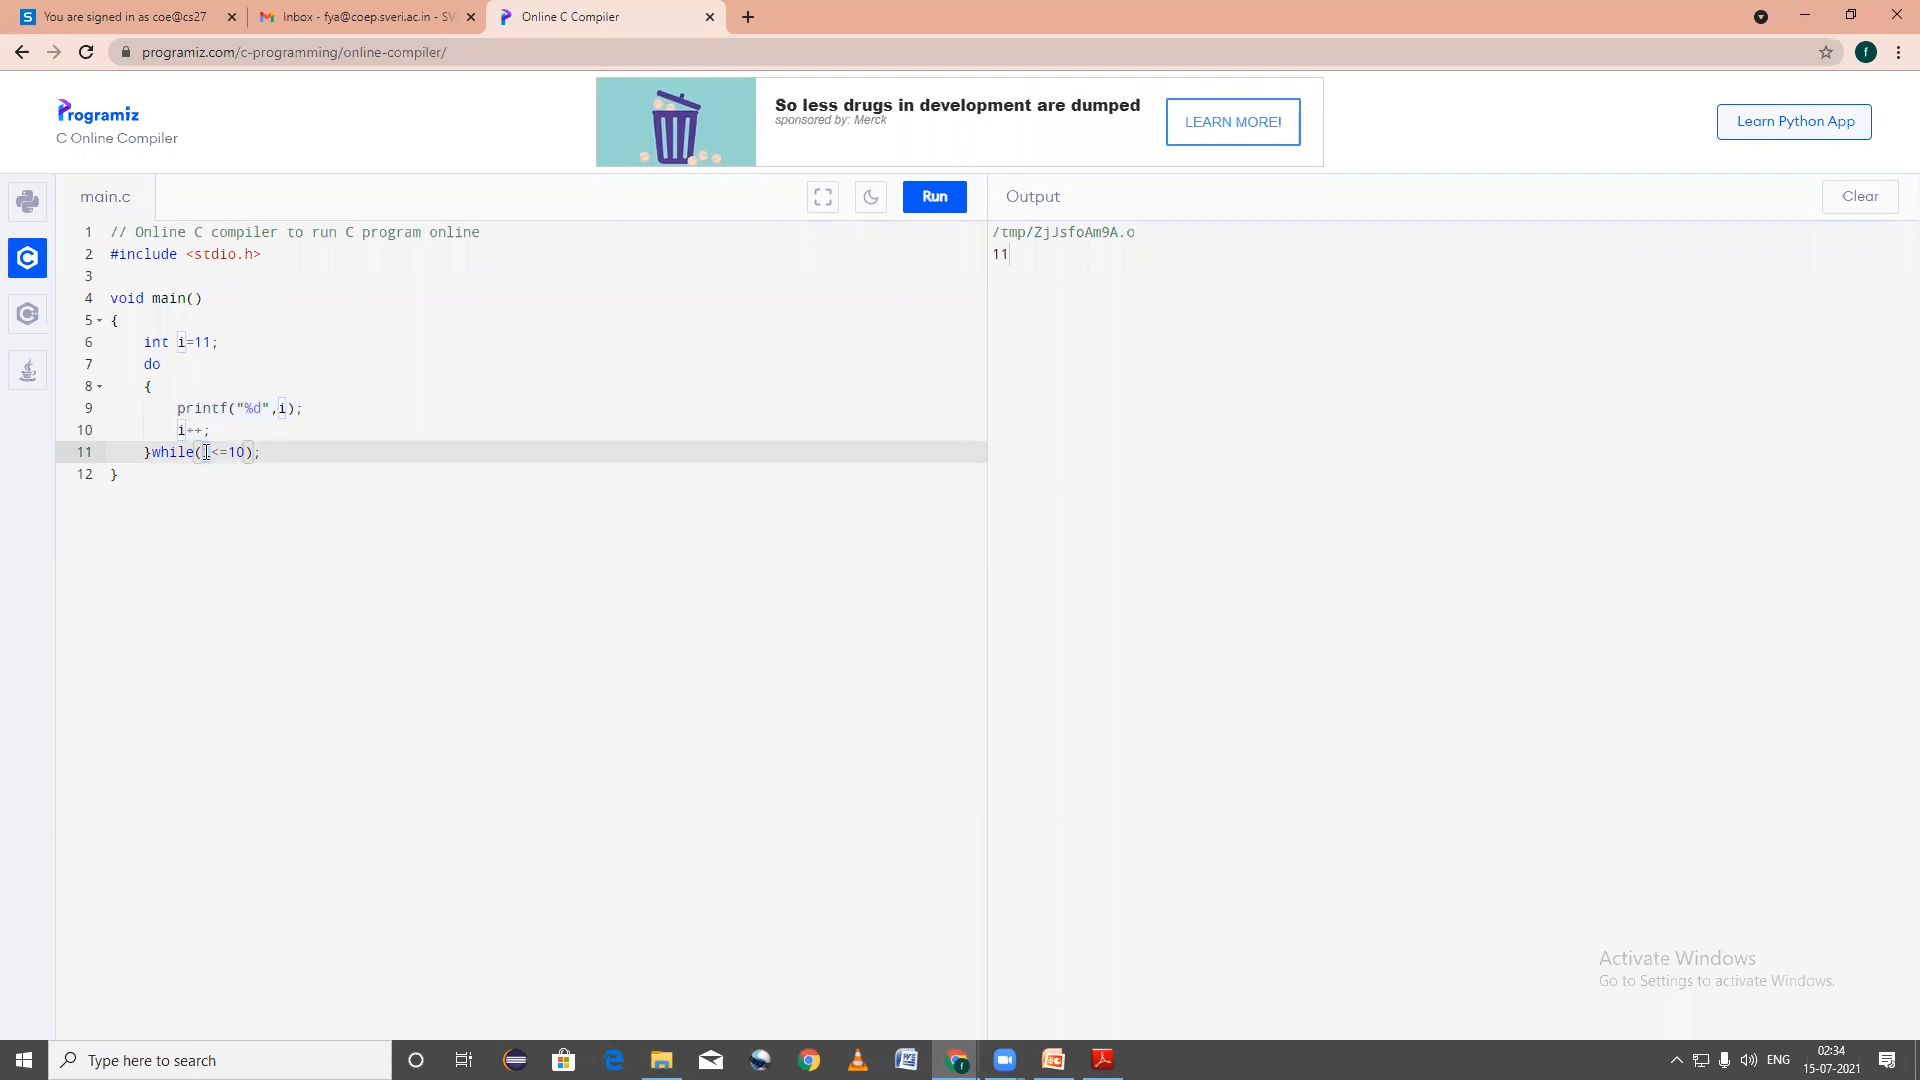 You are signed in as coe@cs27
Inbox - fya@coep.sveri.ac.in - SV
Online C Compiler
programiz.com/c-programming/online-compiler/
f
Programiz
C Online Compiler
So less drugs in development are dumped
sponsored by: Merck
LEARN MORE!
Learn Python App
main.c
Run
Output
Clear
1 // Online C compiler to run C program online
2 #include <stdio.h>
3
4 void main()
5 {
6 int i=11;
7 do
8 {
9 printf("%d",i);
10 i++;
11 }while(i<=10);
12 }
/tmp/ZjJsfoAm9A.o
11
Activate Windows
Go to Settings to activate Windows.
Type here to search
ENG
02:34
15-07-2021